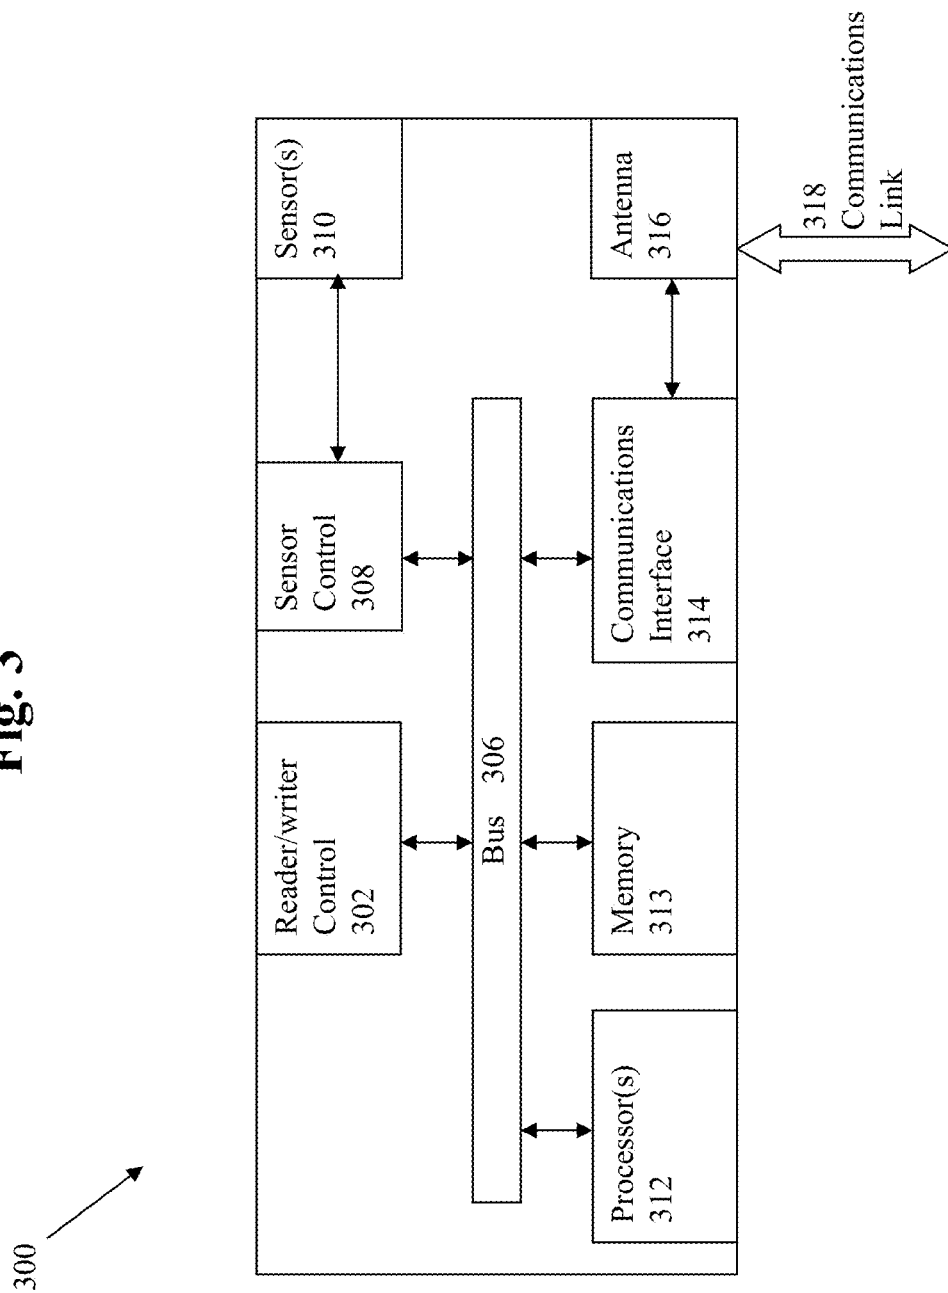 Fig. 3
300
Reader/writer
Control
302
Sensor
Control
308
Sensor(s)
310
Bus 306
Processor(s)
312
Memory
313
Communications
Interface
314
Antenna
316
318
Communications
Link